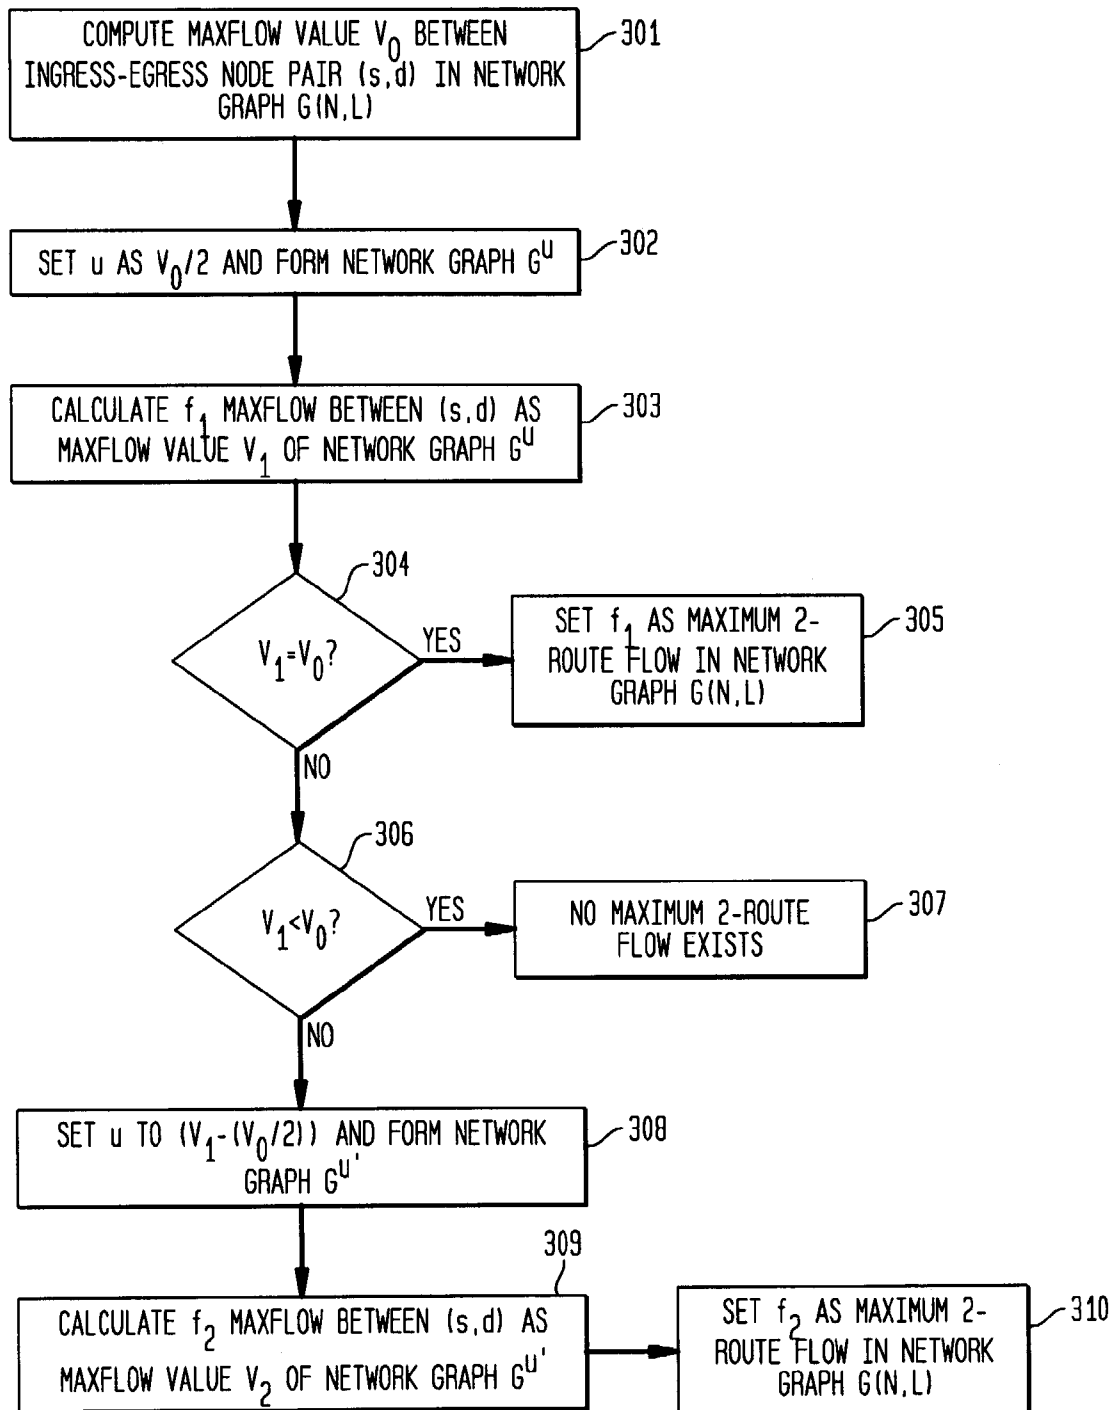 COMPUTE MAXFLOW VALUE V₀ BETWEEN
INGRESS-EGRESS NODE PAIR (s,d) IN NETWORK
GRAPH G(N,L)
301
SET u AS V₀/2 AND FORM NETWORK GRAPH Gᵁ
302
CALCULATE f₁ MAXFLOW BETWEEN (s,d) AS
MAXFLOW VALUE V₁ OF NETWORK GRAPH Gᵁ
303
304
V₁=V₀?
YES
NO
SET f₁ AS MAXIMUM 2-
ROUTE FLOW IN NETWORK
GRAPH G(N,L)
305
306
V₁<V₀?
YES
NO
NO MAXIMUM 2-ROUTE
FLOW EXISTS
307
SET u TO (V₁-(V₀/2)) AND FORM NETWORK
GRAPH Gᵁ'
308
309
CALCULATE f₂ MAXFLOW BETWEEN (s,d) AS
MAXFLOW VALUE V₂ OF NETWORK GRAPH Gᵁ'
SET f₂ AS MAXIMUM 2-
ROUTE FLOW IN NETWORK
GRAPH G(N,L)
310